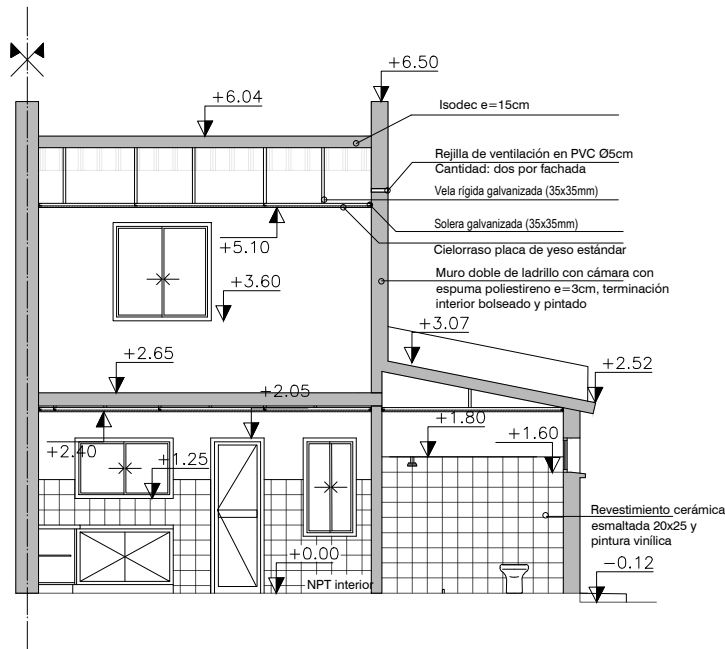 +6.50
+6.04
Isodec e=15cm
Rejilla de ventilación en PVC Ø5cm
Cantidad: dos por fachada
Vela rígida galvanizada (35x35mm)
Solera galvanizada (35x35mm)
+5.10
Cielorraso placa de yeso estándar
Muro doble de ladrillo con cámara con
espuma poliestireno e=3cm, terminación
interior bolseado y pintado
+3.60
+3.07
+2.65
+2.52
+2.05
+2.40
+1.80
+1.60
+1.25
Revestimiento cerámica
esmaltada 20x25 y
pintura vinílica
+0.00
NPT interior
-0.12